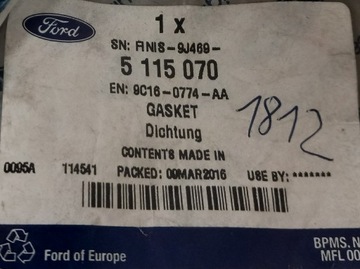 Ford
1 x
SN: FINIS-9J469-
5 115 070
EN: 9C16-0774-AA
GASKET
Dichtung
1812
CONTENTS MADE IN
0095A 114541 PACKED: 09MAR2016 USE BY: *******
Ford of Europe
BPMS. N
MFL 00